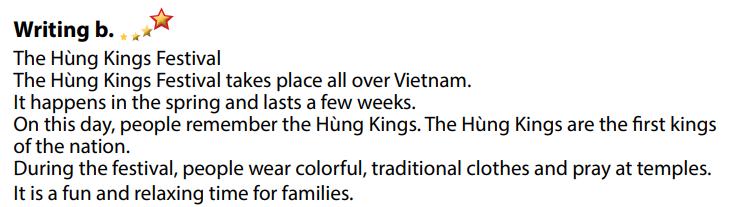 Writing b.
The Hùng Kings Festival
The Hùng Kings Festival takes place all over Vietnam.
It happens in the spring and lasts a few weeks.
On this day, people remember the Hùng Kings. The Hùng Kings are the first kings
of the nation.
During the festival, people wear colorful, traditional clothes and pray at temples.
It is a fun and relaxing time for families.